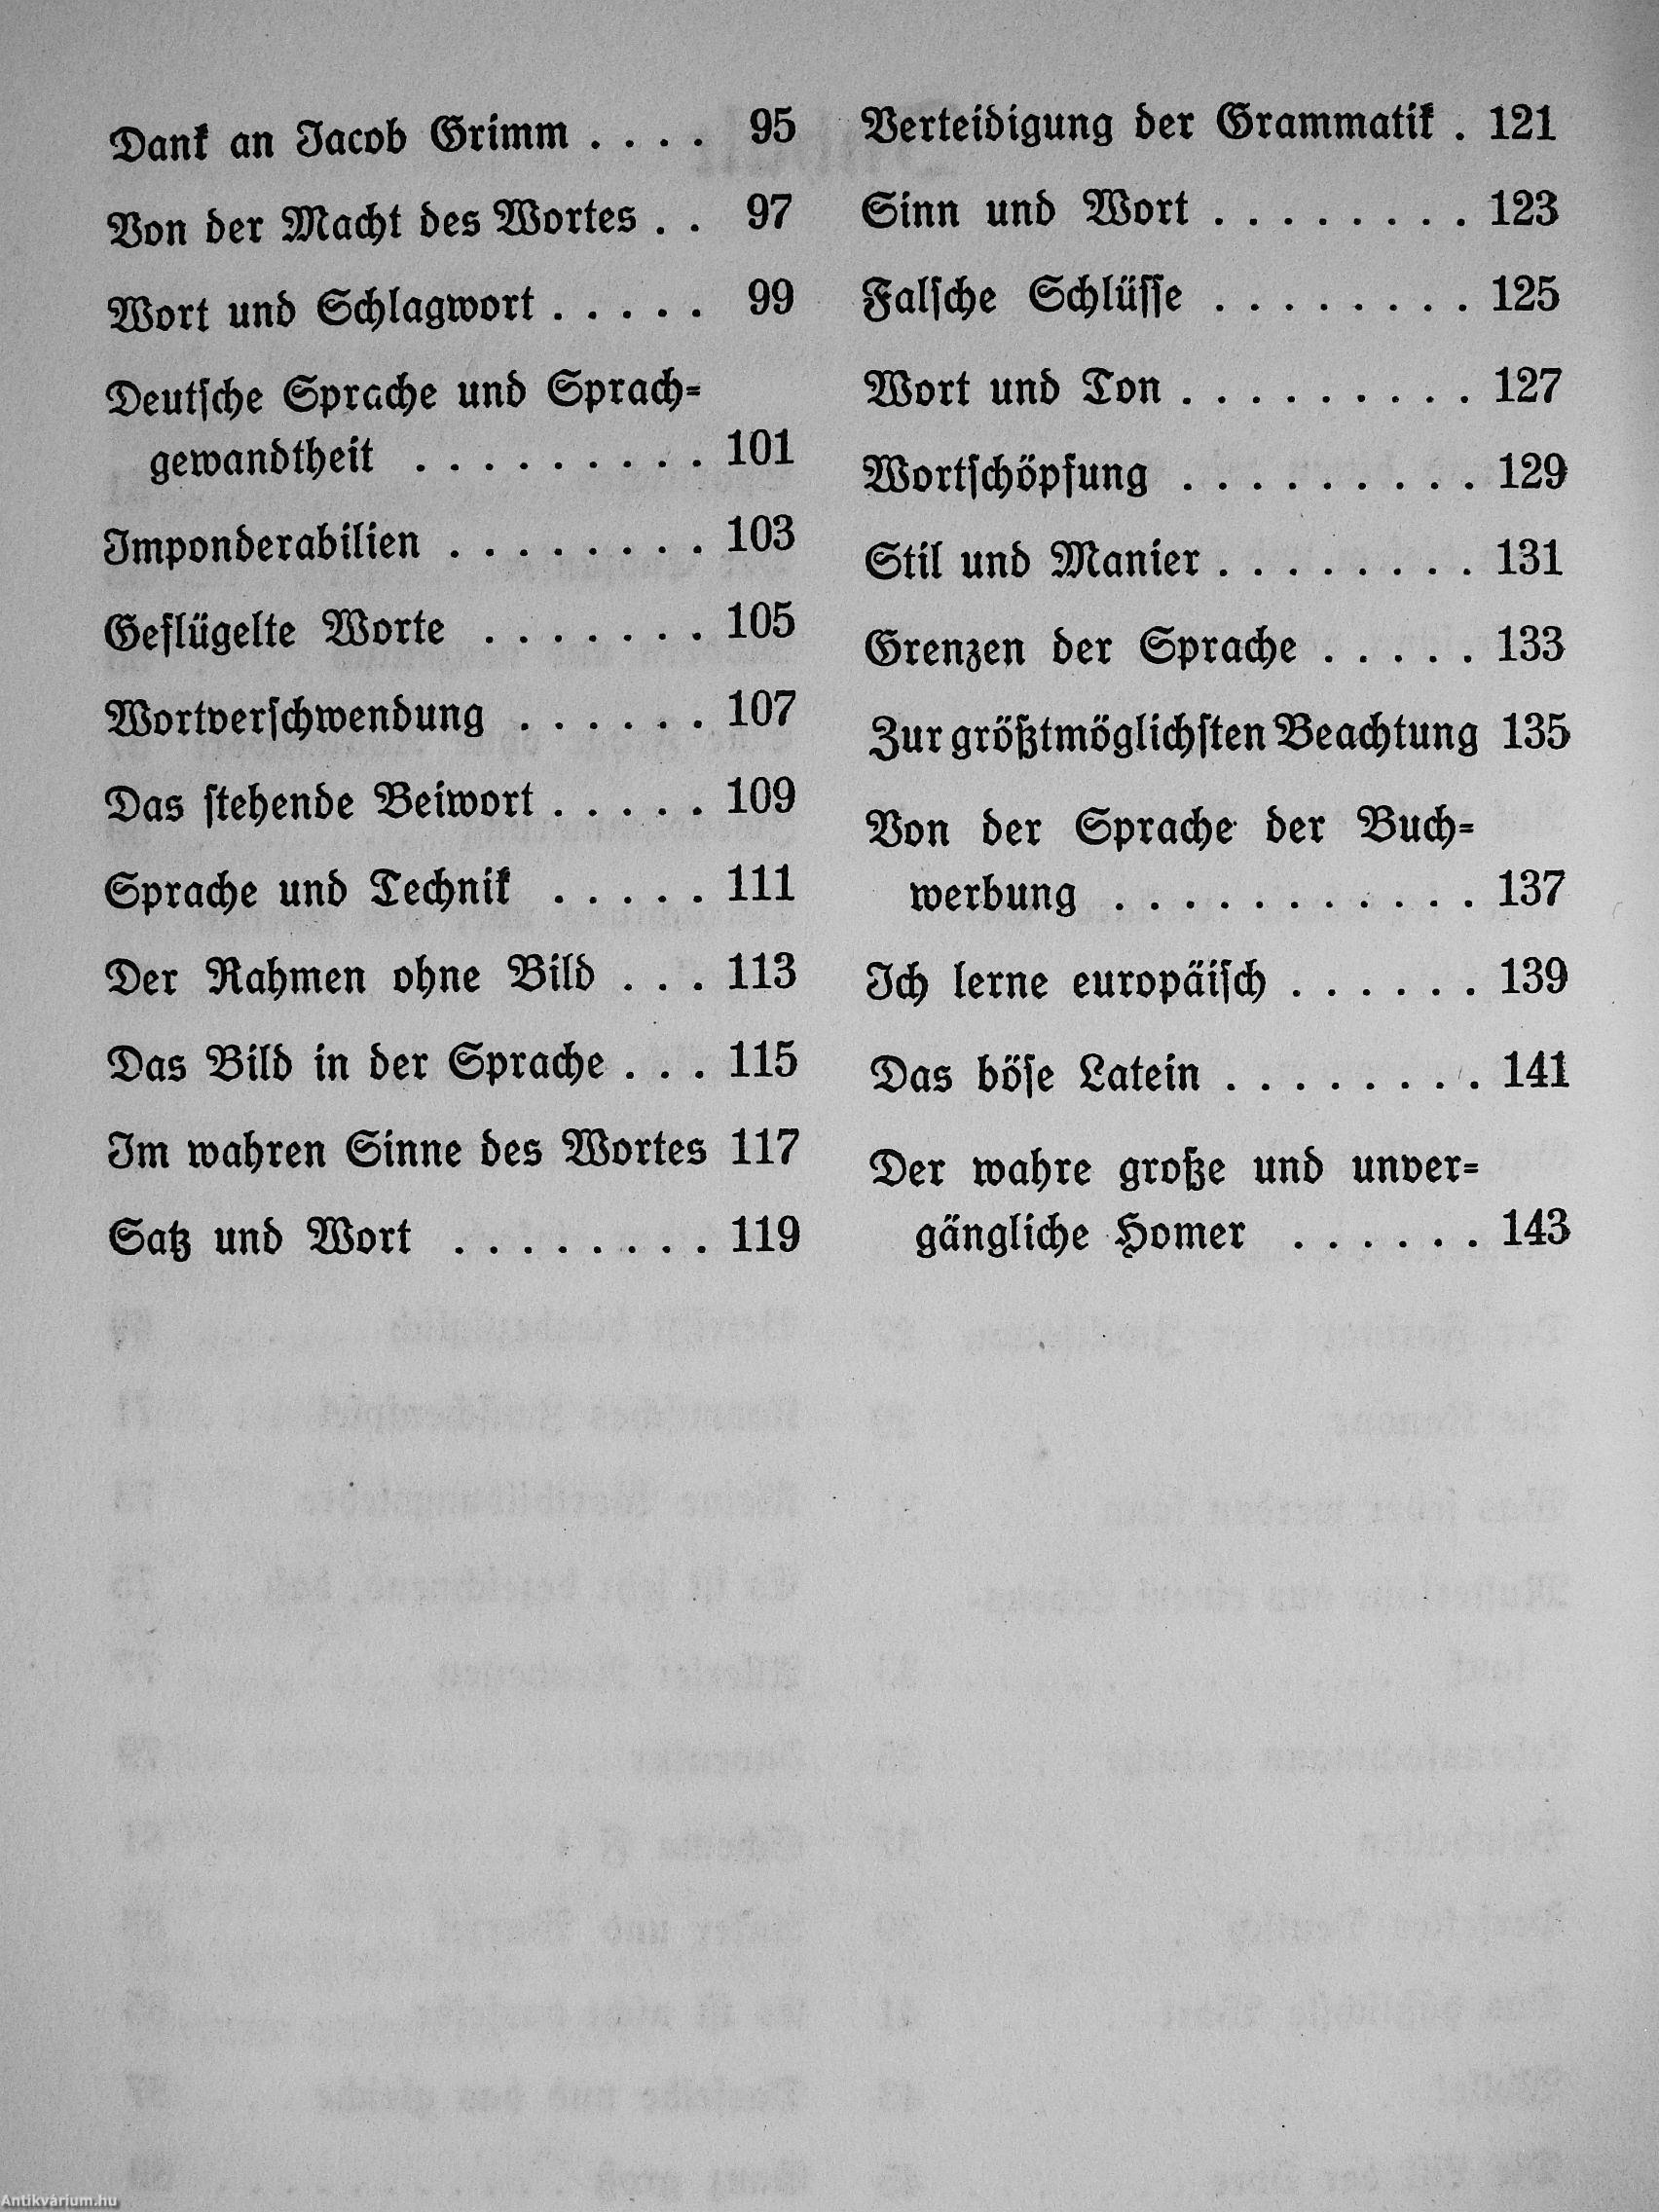 Dank an Jacob Grimm . . . . 95
Von der Macht des Wortes . . 97
Wort und Schlagwort . . . . . 99
Deutsche Sprache und Sprach=
gewandtheit . . . . . . . . . 101
Imponderabilien . . . . . . . . 103
Geflügelte Worte . . . . . . . 105
Wortverschwendung . . . . . . 107
Das stehende Beiwort . . . . . 109
Sprache und Technik . . . . . 111
Der Rahmen ohne Bild . . . 113
Das Bild in der Sprache . . . 115
Im wahren Sinne des Wortes 117
Satz und Wort . . . . . . . . 119
Verteidigung der Grammatik . 121
Sinn und Wort . . . . . . . . 123
Falsche Schlüsse . . . . . . . . 125
Wort und Ton . . . . . . . . . 127
Wortschöpfung . . . . . . . . . 129
Stil und Manier . . . . . . . . 131
Grenzen der Sprache . . . . . 133
Zur größtmöglichsten Beachtung 135
Von der Sprache der Buch=
werbung . . . . . . . . . . . 137
Ich lerne europäisch . . . . . . 139
Das böse Latein . . . . . . . . 141
Der wahre große und unver=
gängliche Homer . . . . . . 143
Antikvárium.hu